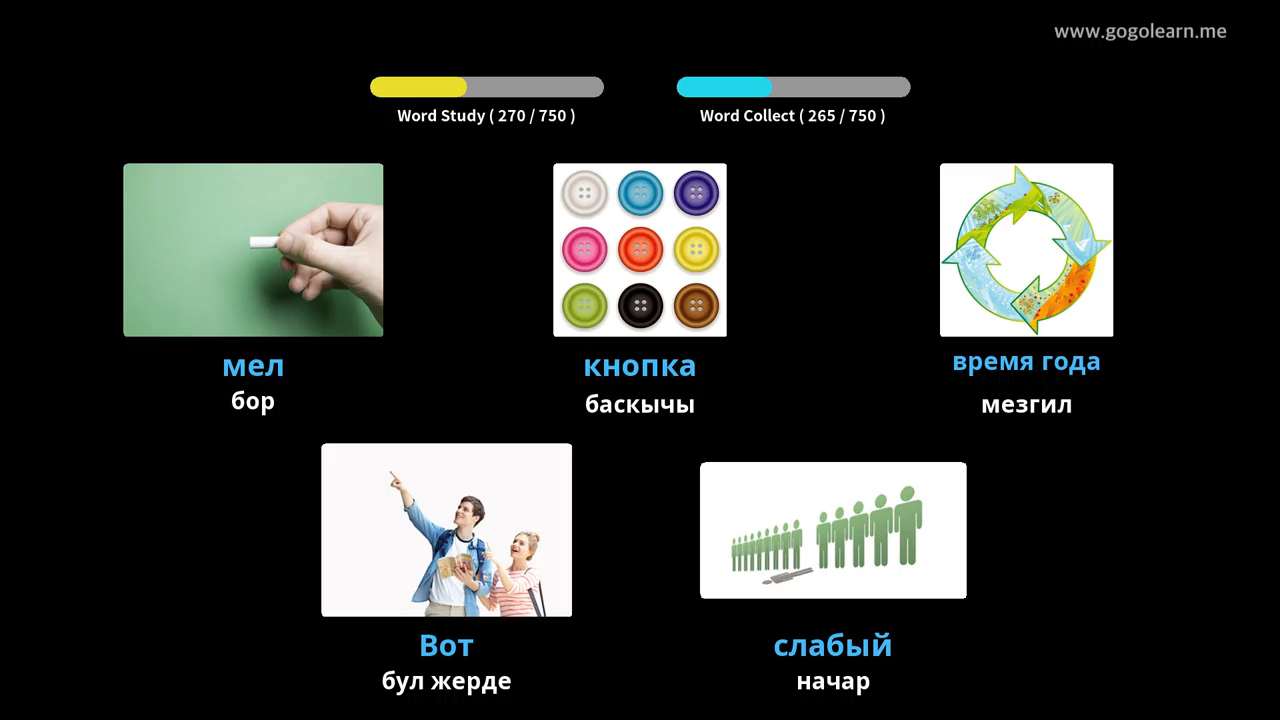 www.gogolearn.me
Word Study ( 270 / 750 )
Word Collect ( 265 / 750 )
мел
бор
кнопка
баскычы
время года
мезгил
Вот
бул жерде
слабый
начар